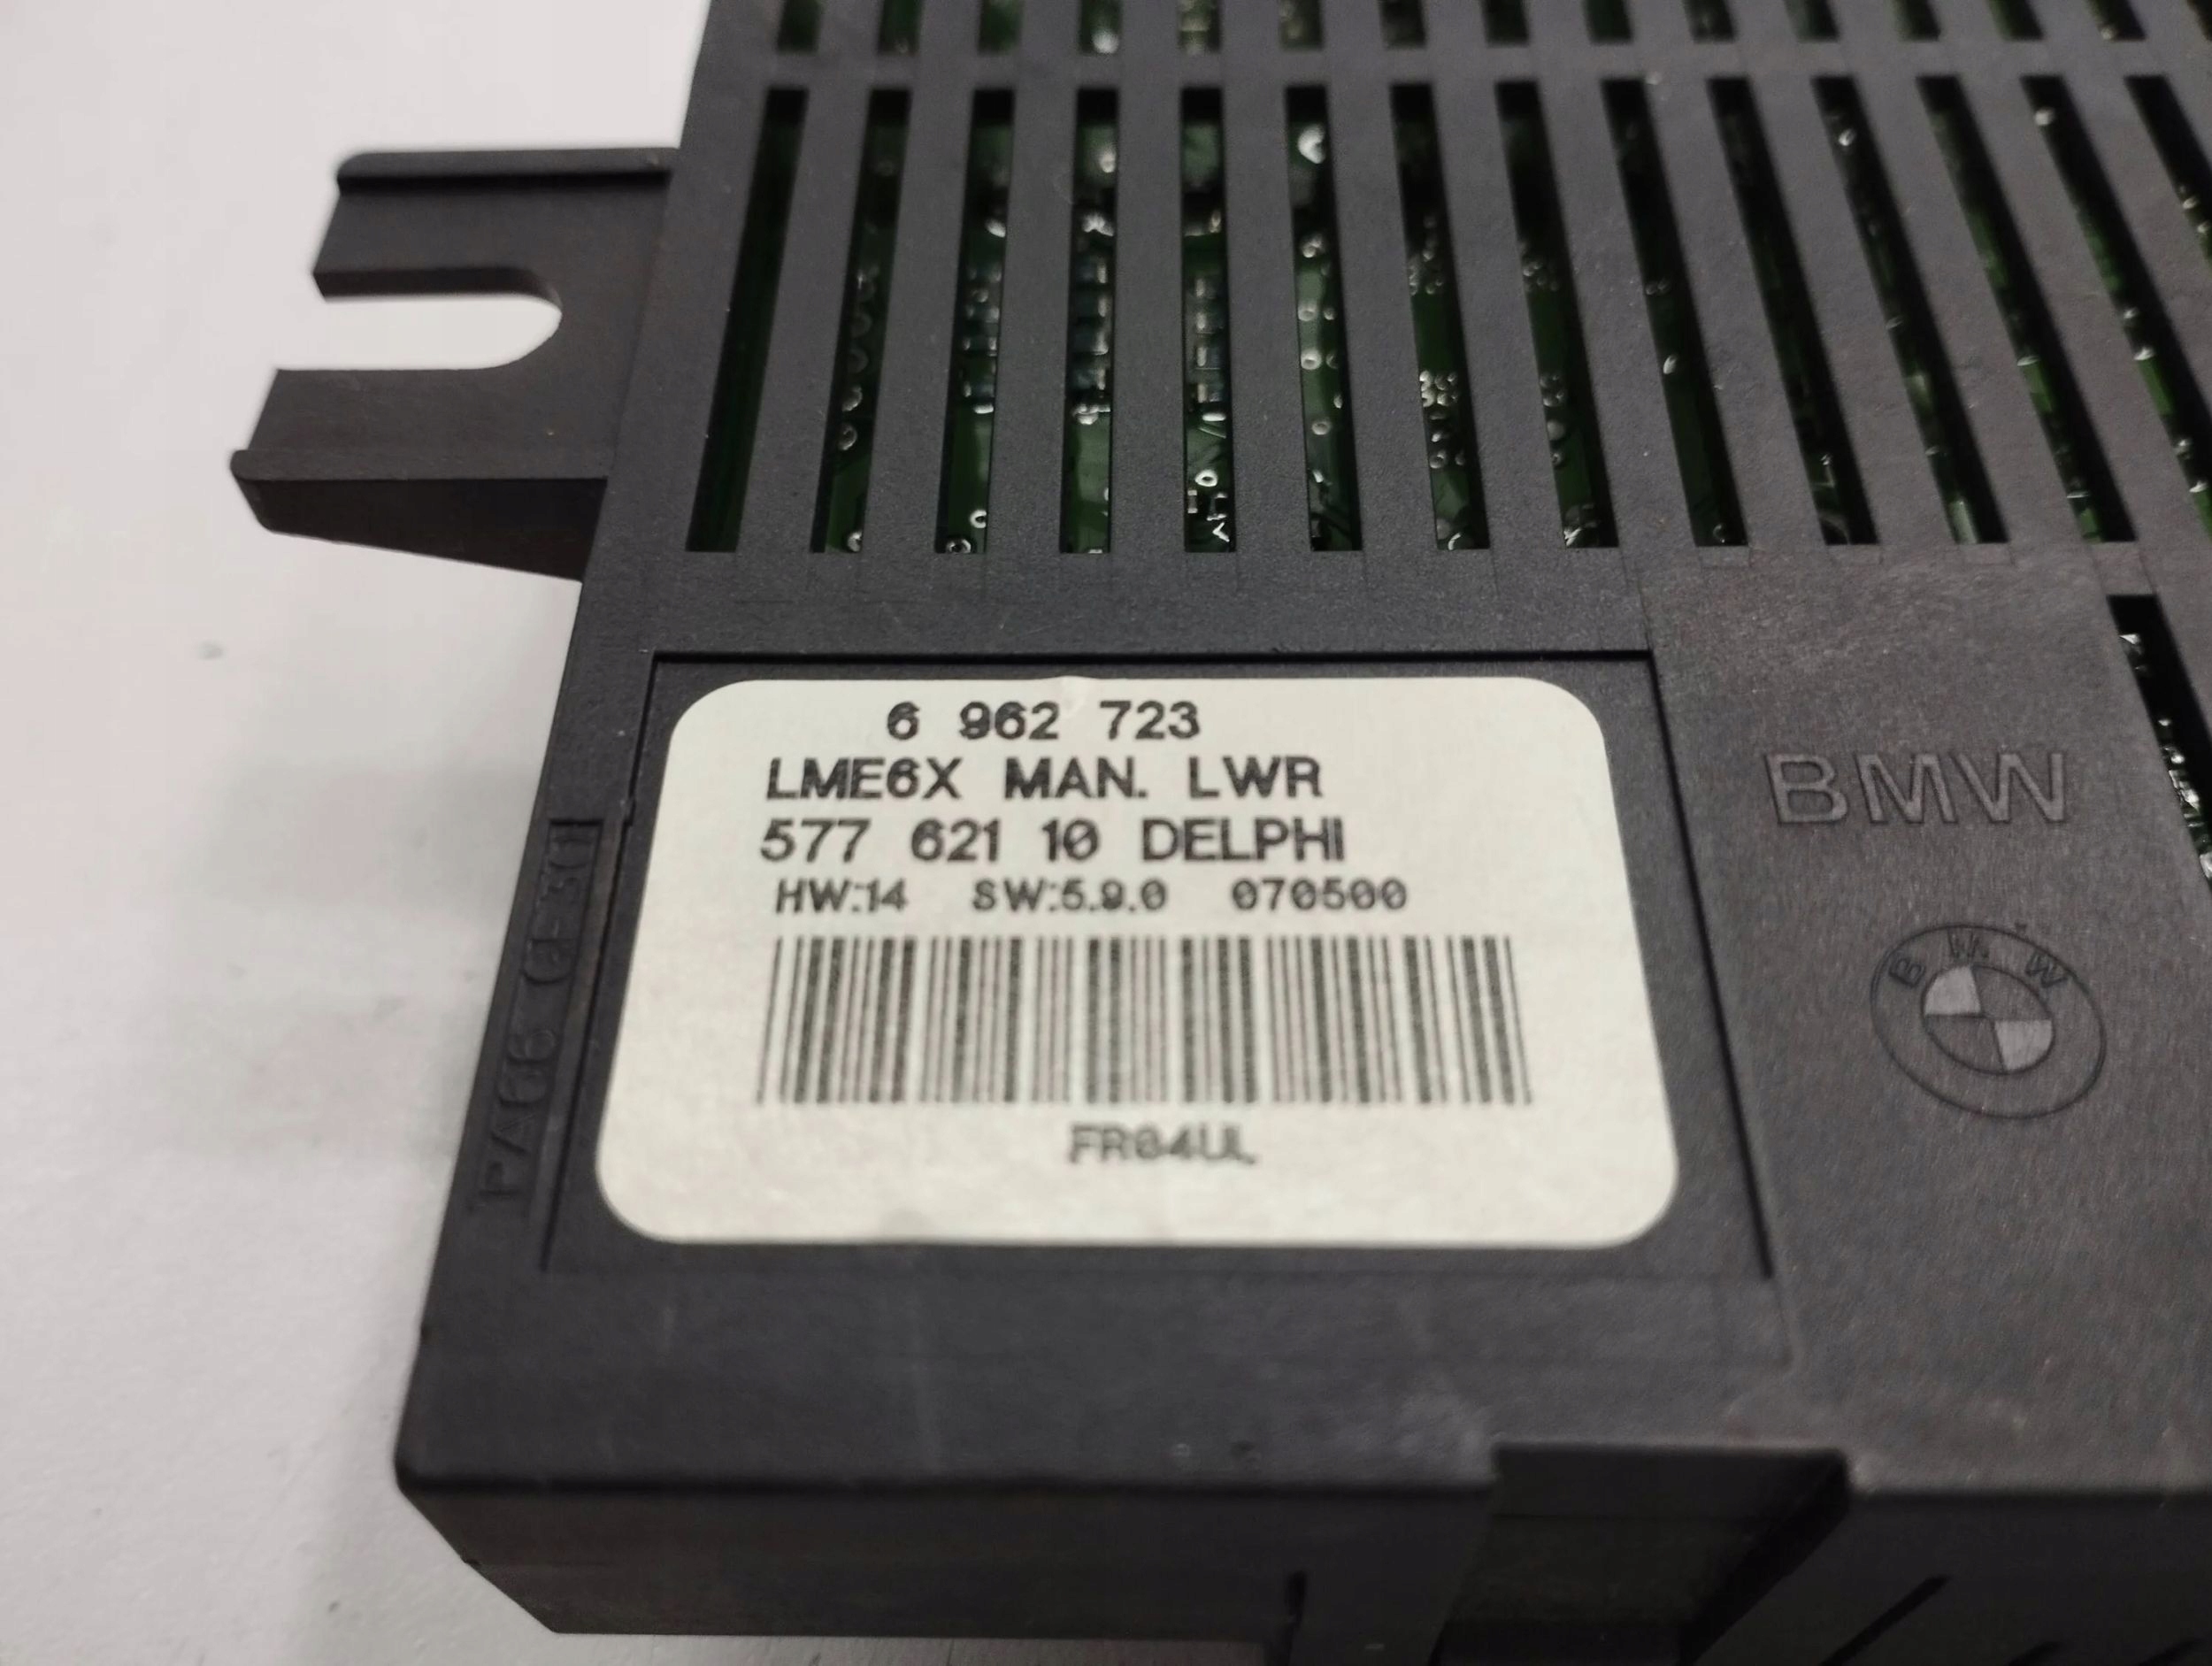 6 962 723
LME6X MAN. LWR
577 621 10 DELPHI
HW:14 SW:5.9.0 070500
FR64UL
BMW
BMW